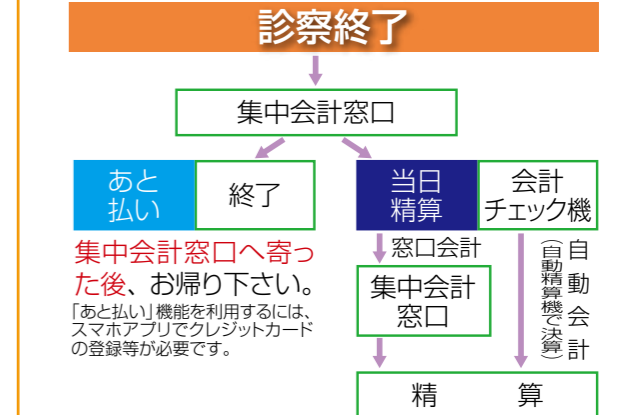 診察終了
集中会計窓口
あと
払い
終了
当日
精算
会計
チェック機
集中会計窓口へ寄っ
た後、お帰り下さい。
「あと払い」機能を利用するには、
スマホアプリでクレジットカード
の登録等が必要です。
窓口会計
集中会計
窓口
自動会計
（自動精算機で決算）
精算